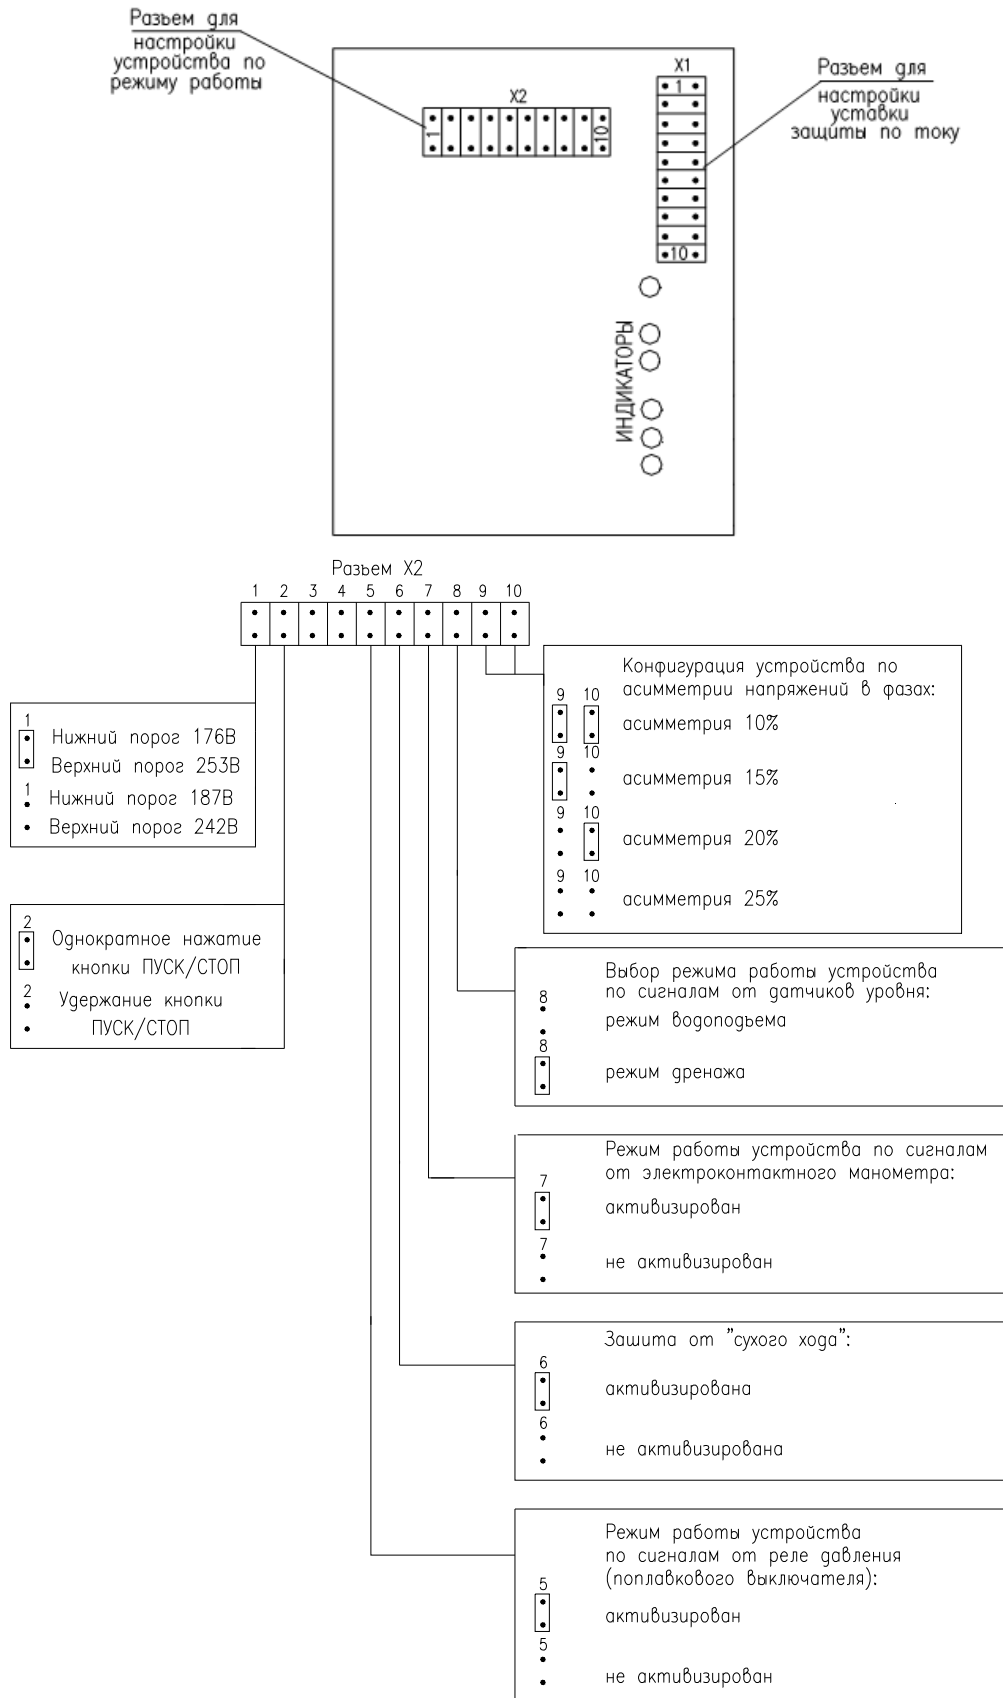 Разъем для
настройки
устройства по
режиму работы
X2
1
10
X1
1
10
Разъем для
настройки
уставки
защиты по току
ИНДИКАТОРЫ
Разъем X2
1 2 3 4 5 6 7 8 9 10
1
Нижний порог 176В
Верхний порог 253В
1
Нижний порог 187В
Верхний порог 242В
2
Однократное нажатие
кнопки ПУСК/СТОП
2
Удержание кнопки
ПУСК/СТОП
Конфигурация устройства по
асимметрии напряжений в фазах:
9 10
асимметрия 10%
9 10
асимметрия 15%
9 10
асимметрия 20%
9 10
асимметрия 25%
Выбор режима работы устройства
по сигналам от датчиков уровня:
8
режим водоподъема
8
режим дренажа
Режим работы устройства по сигналам
от электроконтактного манометра:
7
активизирован
7
не активизирован
Зашита от "сухого хода":
6
активизирована
6
не активизирована
Режим работы устройства
по сигналам от реле давления
(поплавкового выключателя):
5
активизирован
5
не активизирован